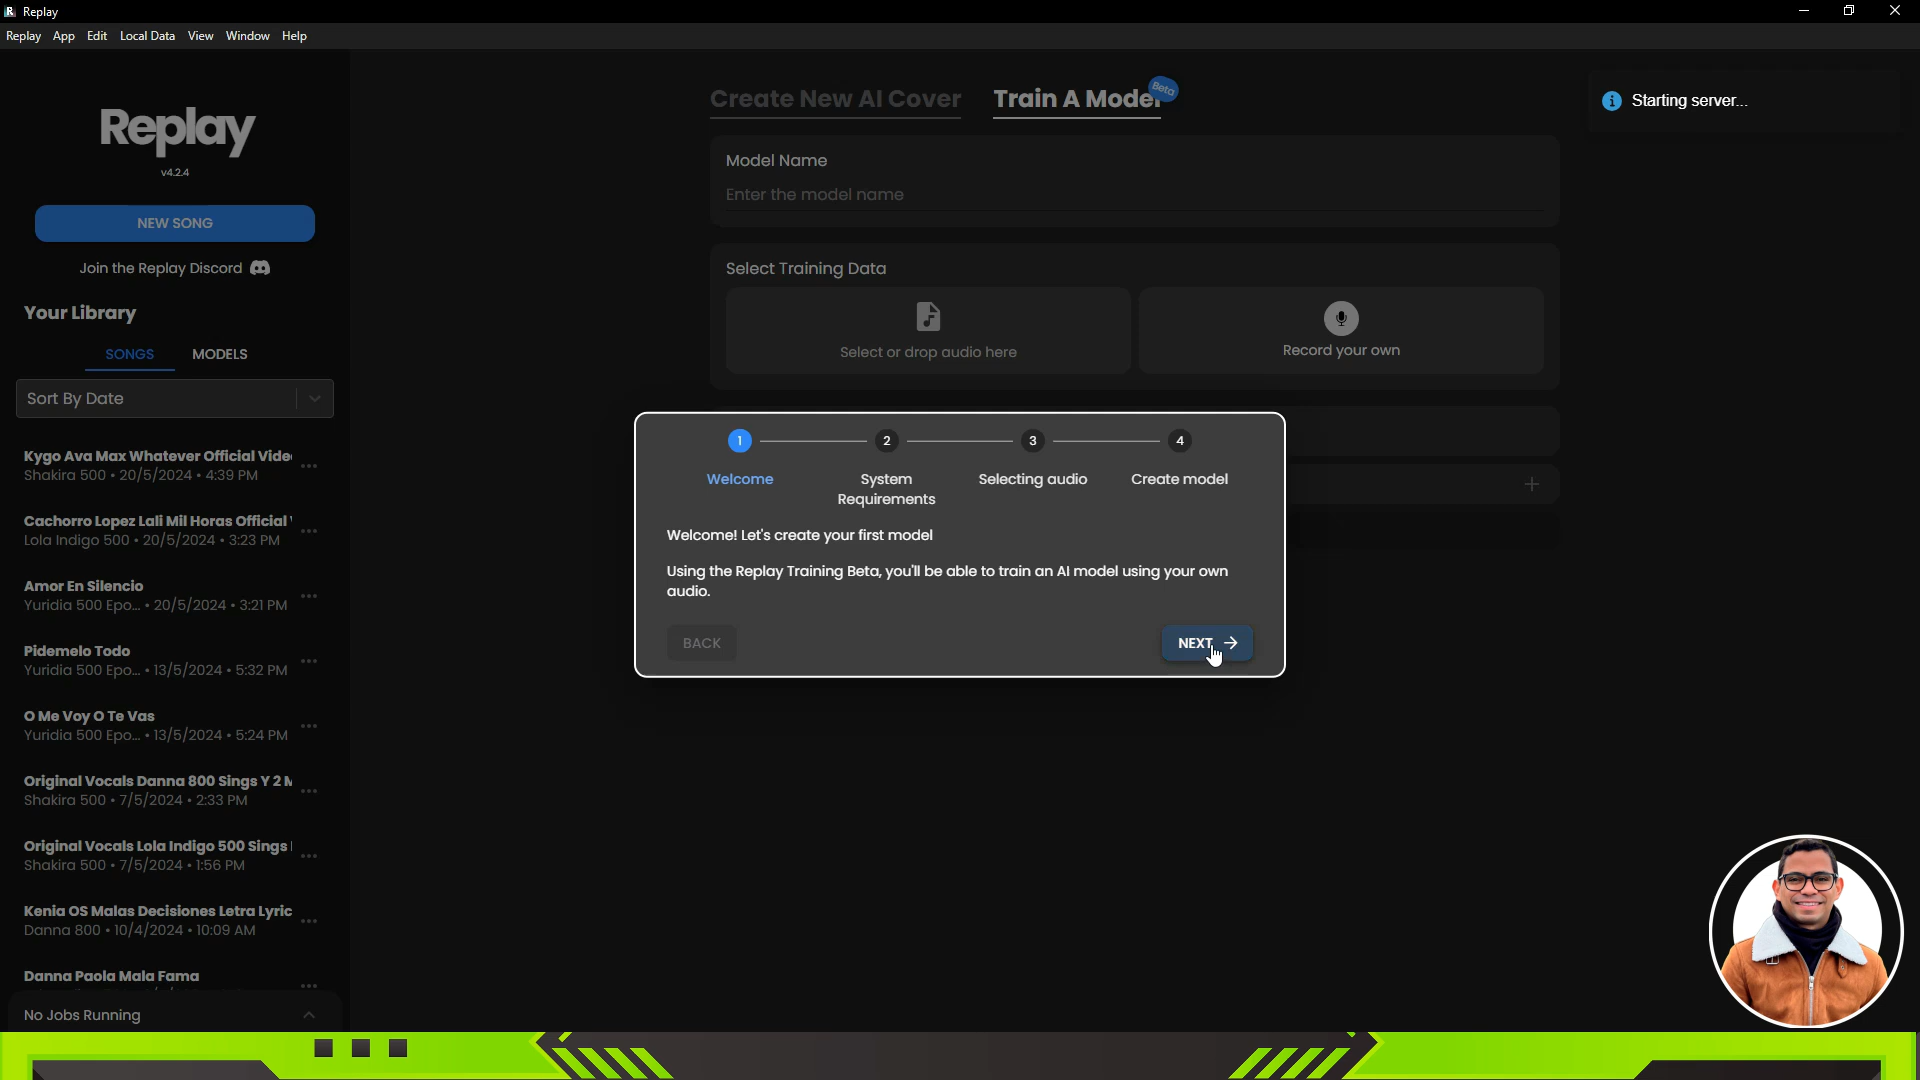 Replay
Replay App Edit Local Data View Window Help
Replay
v4.2.4
NEW SONG
Join the Replay Discord
Your Library
SONGS MODELS
Sort By Date
Kygo Ava Max Whatever Official Vide
Shakira 500 • 20/5/2024 • 4:39 PM
Cachorro Lopez Lali Mil Horas Official
Lola Indigo 500 • 20/5/2024 • 3:23 PM
Amor En Silencio
Yuridia 500 Epo... • 20/5/2024 • 3:21 PM
Pidemelo Todo
Yuridia 500 Epo... • 13/5/2024 • 5:32 PM
O Me Voy O Te Vas
Yuridia 500 Epo... • 13/5/2024 • 5:24 PM
Original Vocals Danna 800 Sings Y 2
Shakira 500 • 7/5/2024 • 2:33 PM
Original Vocals Lola Indigo 500 Sings
Shakira 500 • 7/5/2024 • 1:56 PM
Kenia OS Malas Decisiones Letra Lyric
Danna 800 • 10/4/2024 • 10:09 AM
Danna Paola Mala Fama
No Jobs Running
Create New AI Cover Train A Model Beta
Model Name
Enter the model name
Select Training Data
Select or drop audio here
Record your own
1 2 3 4
Welcome System Requirements Selecting audio Create model
Welcome! Let's create your first model
Using the Replay Training Beta, you'll be able to train an AI model using your own
audio.
BACK NEXT
Starting server...